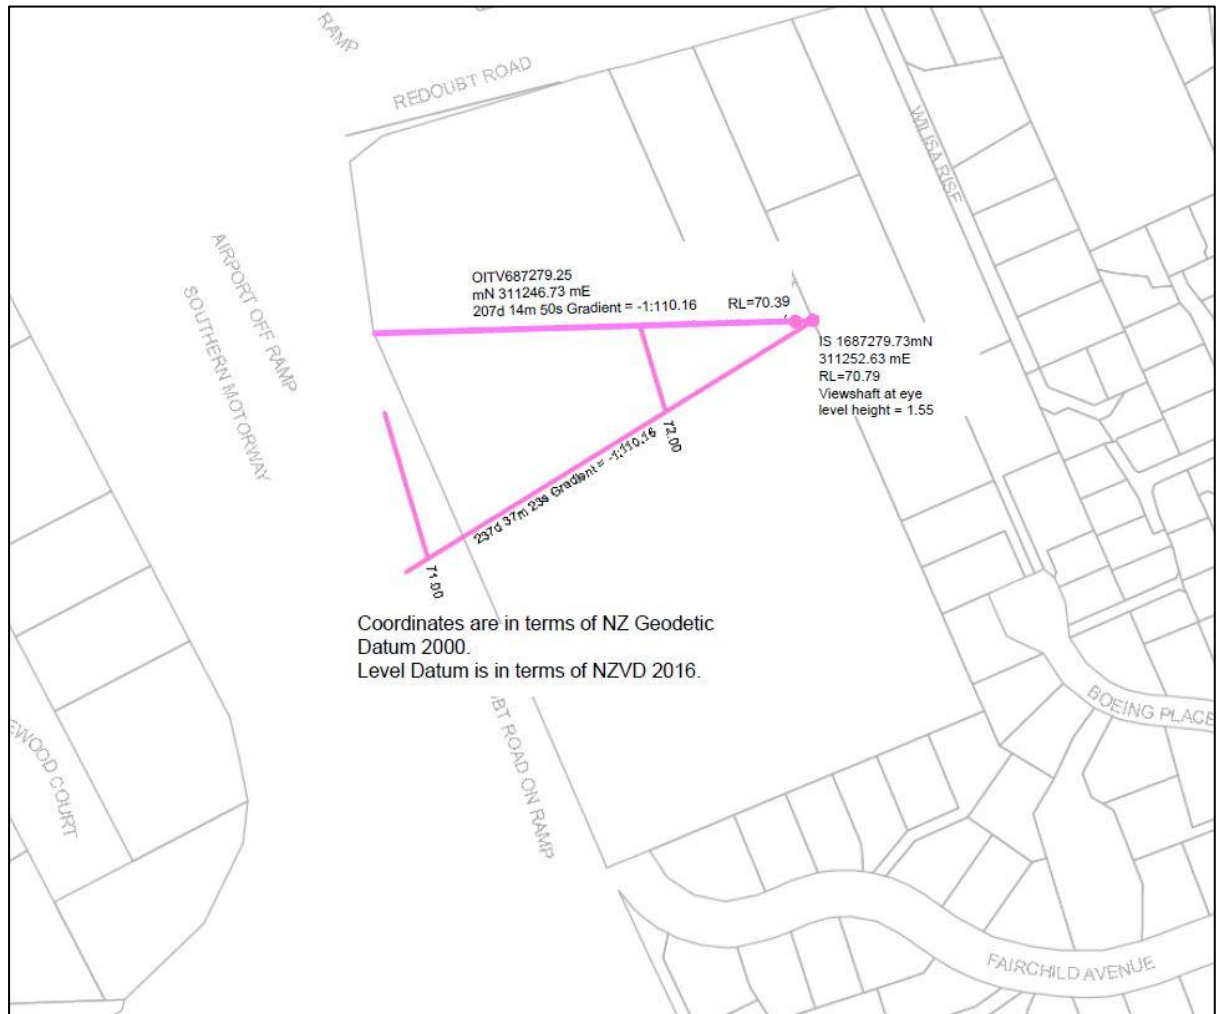 RAMP
REDOUBT ROAD
WILISA RISE
AIRPORT OFF RAMP
SOUTHERN MOTORWAY
OITV687279.25
mN 311246.73 mE
207d 14m 50s Gradient = -1:110.16
RL=70.39
IS 1687279.73mN
311252.63 mE
RL=70.79
Viewshaft at eye
level height = 1.55
72.00
237d 37m 23s Gradient = -1:110.16
71.00
Coordinates are in terms of NZ Geodetic
Datum 2000.
Level Datum is in terms of NZVD 2016.
BT ROAD ON RAMP
EWOOD COURT
BOEING PLACE
FAIRCHILD AVENUE